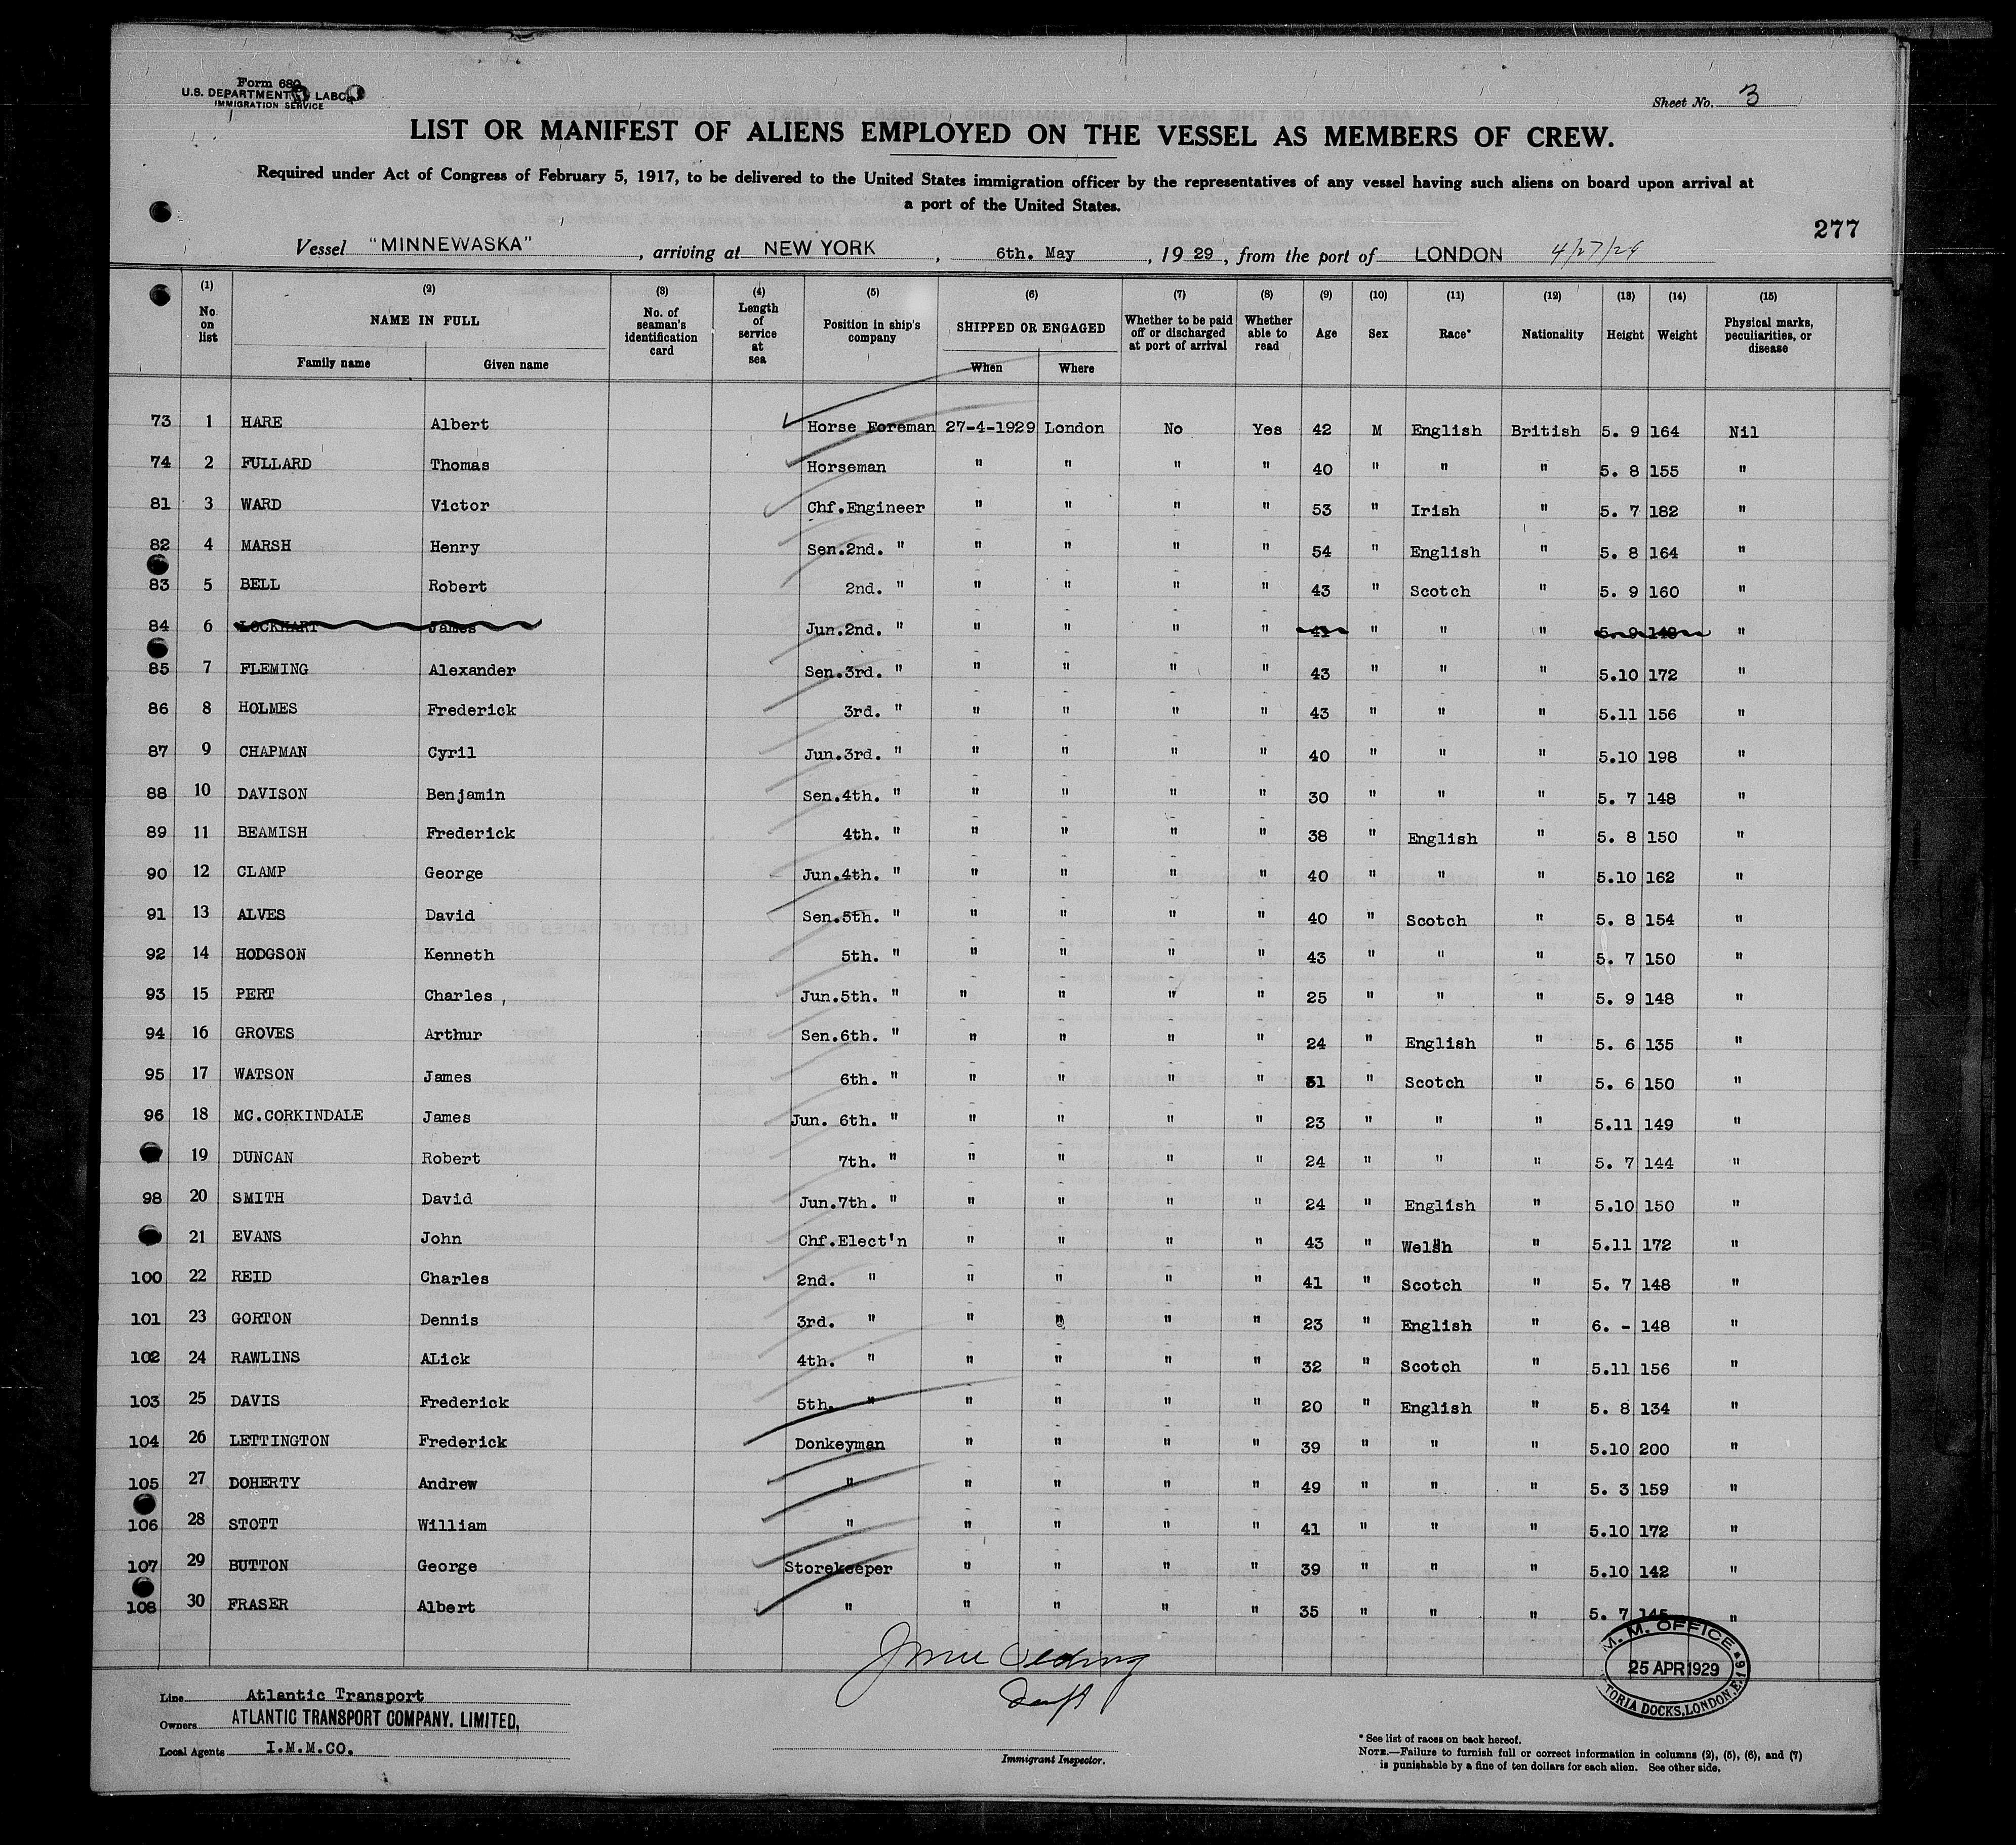 Form 680
U.S. DEPARTMENT OF LABOR
IMMIGRATION SERVICE
Sheet No. 3
LIST OR MANIFEST OF ALIENS EMPLOYED ON THE VESSEL AS MEMBERS OF CREW.
Required under Act of Congress of February 5, 1917, to be delivered to the United States immigration officer by the representatives of any vessel having such aliens on board upon arrival at
a port of the United States.
277
Vessel "MINNEWASKA", arriving at NEW YORK, 6th. May, 19 29, from the port of LONDON 4/27/29
(1) No. on list (2) NAME IN FULL Family name Given name (3) No. of seaman's identification card (4) Length of service at sea (5) Position in ship's company (6) SHIPPED OR ENGAGED When Where (7) Whether to be paid off or discharged at port of arrival (8) Whether able to read (9) Age (10) Sex (11) Race* (12) Nationality (13) Height (14) Weight (15) Physical marks, peculiarities, or disease
73 1 HARE Albert Horse Foreman 27-4-1929 London No Yes 42 M English British 5. 9 164 Nil
74 2 FULLARD Thomas Horseman " " " " 40 " " " 5. 8 155 "
81 3 WARD Victor Chf.Engineer " " " " 53 " Irish " 5. 7 182 "
82 4 MARSH Henry Sen.2nd. " " " " " 54 " English " 5. 8 164 "
83 5 BELL Robert 2nd. " " " " " 43 " Scotch " 5. 9 160 "
84 6 LOCKHART James Jun.2nd. " " " " " 41 " " " 5. 9 148 "
85 7 FLEMING Alexander Sen.3rd. " " " " " 43 " " " 5.10 172 "
86 8 HOLMES Frederick 3rd. " " " " " 43 " " " 5.11 156 "
87 9 CHAPMAN Cyril Jun.3rd. " " " " " 40 " " " 5.10 198 "
88 10 DAVISON Benjamin Sen.4th. " " " " " 30 " " " 5. 7 148 "
89 11 BEAMISH Frederick 4th. " " " " " 38 " English " 5. 8 150 "
90 12 CLAMP George Jun.4th. " " " " " 40 " " " 5.10 162 "
91 13 ALVES David Sen.5th. " " " " " 40 " Scotch " 5. 8 154 "
92 14 HODGSON Kenneth 5th. " " " " " 43 " " " 5. 7 150 "
93 15 PERT Charles, Jun.5th. " " " " " 25 " " " 5. 9 148 "
94 16 GROVES Arthur Sen.6th. " " " " " 24 " English " 5. 6 135 "
95 17 WATSON James 6th. " " " " " 51 " Scotch " 5. 6 150 "
96 18 MC.CORKINDALE James Jun. 6th. " " " " " 23 " " " 5.11 149 "
19 DUNCAN Robert 7th. " " " " " 24 " " " 5. 7 144 "
98 20 SMITH David Jun.7th. " " " " " 24 " English " 5.10 150 "
21 EVANS John Chf.Elect'n " " " " 43 " Welsh " 5.11 172 "
100 22 REID Charles 2nd. " " " " " 41 " Scotch " 5. 7 148 "
101 23 GORTON Dennis 3rd. " " " " " 23 " English " 6. - 148 "
102 24 RAWLINS ALick 4th. " " " " " 32 " Scotch " 5.11 156 "
103 25 DAVIS Frederick 5th. " " " " " 20 " English " 5. 8 134 "
104 26 LETTINGTON Frederick Donkeyman " " " " 39 " " " 5.10 200 "
105 27 DOHERTY Andrew " " " " " 49 " " " 5. 3 159 "
106 28 STOTT William " " " " " 41 " " " 5.10 172 "
107 29 BUTTON George Storekeeper " " " " 39 " " " 5.10 142 "
108 30 FRASER Albert " " " " " 35 " " " 5. 7 145 "
M. M. OFFICE
25 APR 1929
TORIA DOCKS, LONDON, E.16
Line Atlantic Transport
Owners ATLANTIC TRANSPORT COMPANY. LIMITED,
Local Agents I.M.M.CO.
Immigrant Inspector.
* See list of races on back hereof.
NOTE.—Failure to furnish full or correct information in columns (2), (5), (6), and (7)
is punishable by a fine of ten dollars for each alien. See other side.